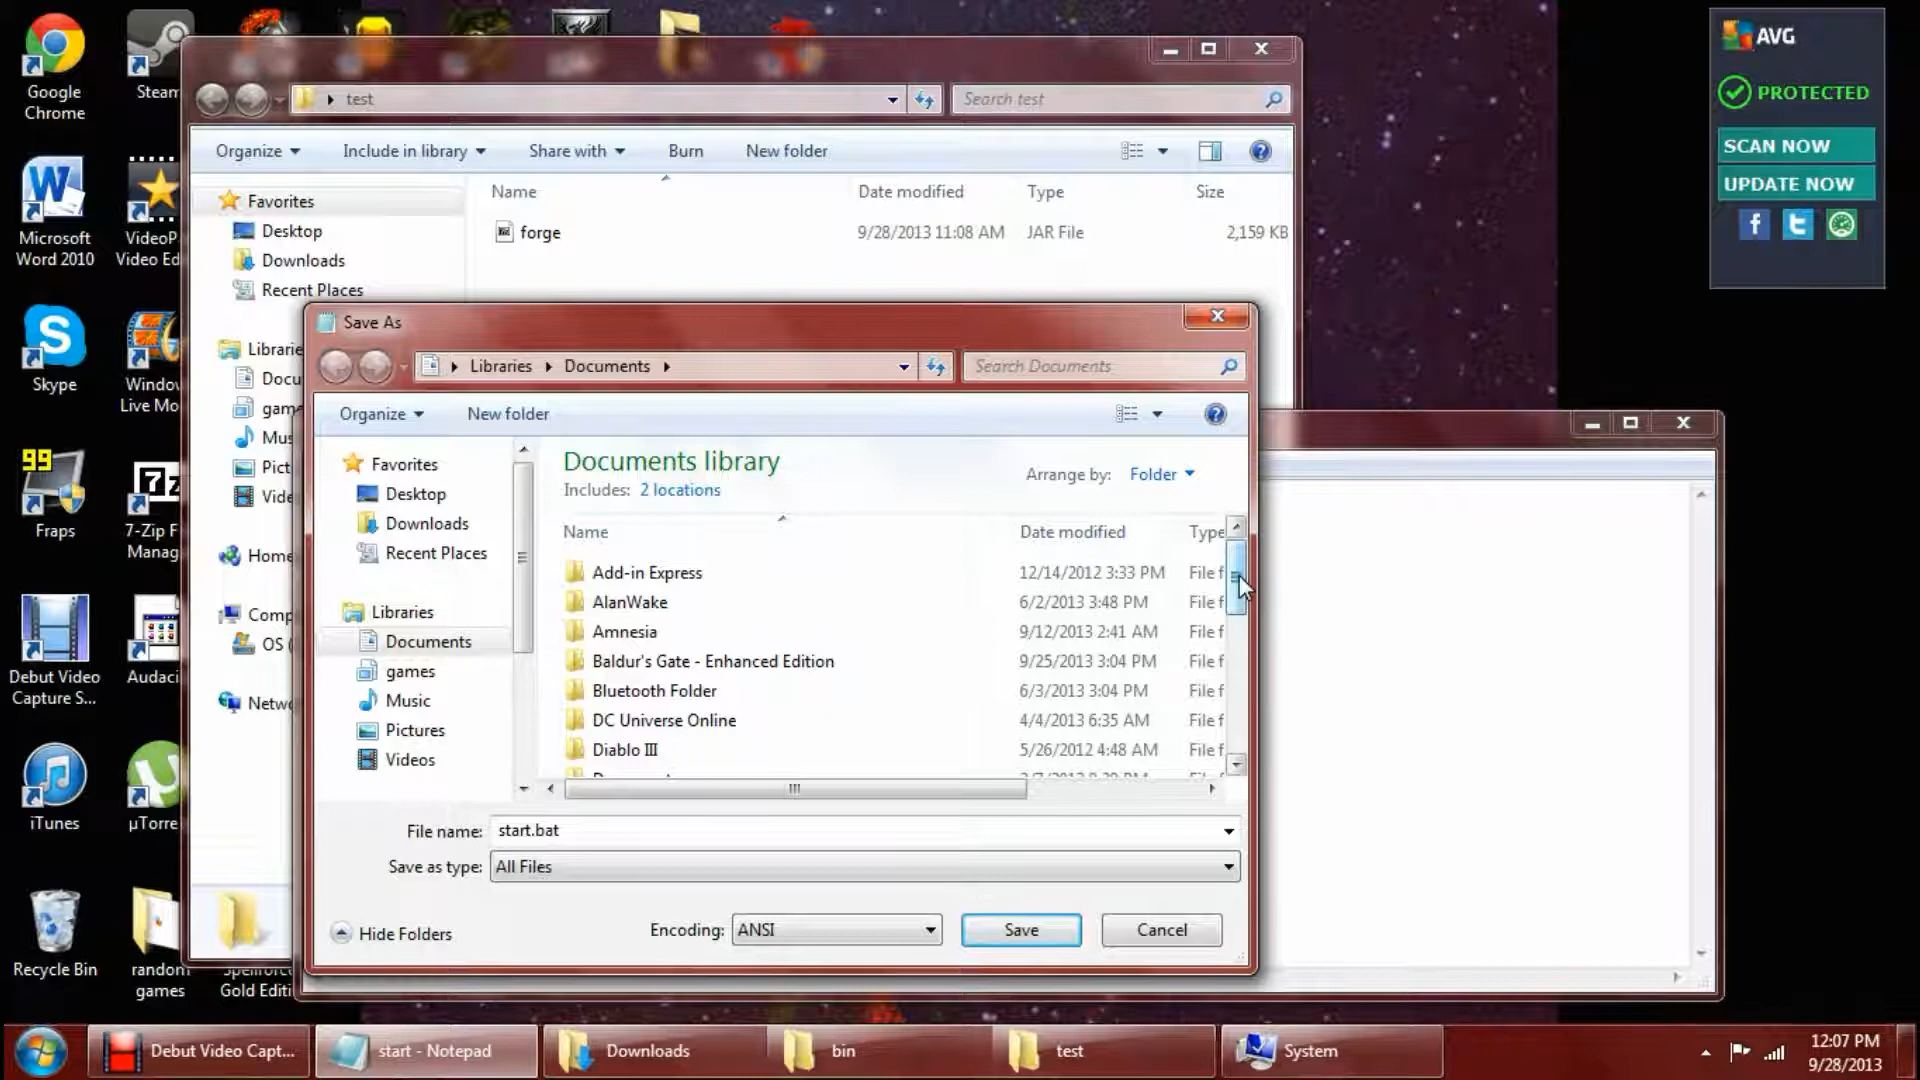 AVG
PROTECTED
SCAN NOW
UPDATE NOW
Google
Chrome
Steam
Microsoft
Word 2010
VideoP
Video Ed
Skype
Window
Live Mo
99
Fraps
7-Zip F
Manag
Debut Video
Capture S...
Audaci
iTunes
µTorre
Recycle Bin
random
games
Gold Editi
test
Search test
Organize
Include in library
Share with
Burn
New folder
Name
Date modified
Type
Size
forge
9/28/2013 11:08 AM
JAR File
2,159 KB
Favorites
Desktop
Downloads
Recent Places
Librarie
Docu
game
Mus
Pict
Vide
Home
Comp
OS (
Netwo
Save As
Libraries
Documents
Search Documents
Organize
New folder
Favorites
Desktop
Downloads
Recent Places
Libraries
Documents
games
Music
Pictures
Videos
Documents library
Includes: 2 locations
Arrange by: Folder
Name
Date modified
Type
Add-in Express 12/14/2012 3:33 PM File f
AlanWake 6/2/2013 3:48 PM File f
Amnesia 9/12/2013 2:41 AM File f
Baldur's Gate - Enhanced Edition 9/25/2013 3:04 PM File f
Bluetooth Folder 6/3/2013 3:04 PM File f
DC Universe Online 4/4/2013 6:35 AM File f
Diablo III 5/26/2012 4:48 AM File f
File name: start.bat
Save as type: All Files
Hide Folders
Encoding: ANSI
Save
Cancel
Debut Video Capt...
start - Notepad
Downloads
bin
test
System
12:07 PM
9/28/2013